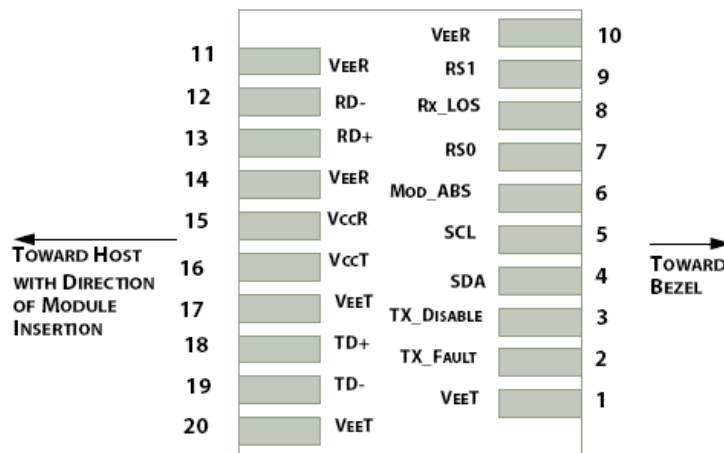 VEER 10
11 VEER
RS1 9
12 RD-
Rx_LOS 8
13 RD+
RS0 7
14 VEER
MOD_ABS 6
15 VCCR
SCL 5
TOWARD HOST
WITH DIRECTION
OF MODULE
INSERTION
TOWARD
BEZEL
16 VCCT
SDA 4
17 VEET
TX_DISABLE 3
18 TD+
TX_FAULT 2
19 TD-
VEET 1
20 VEET